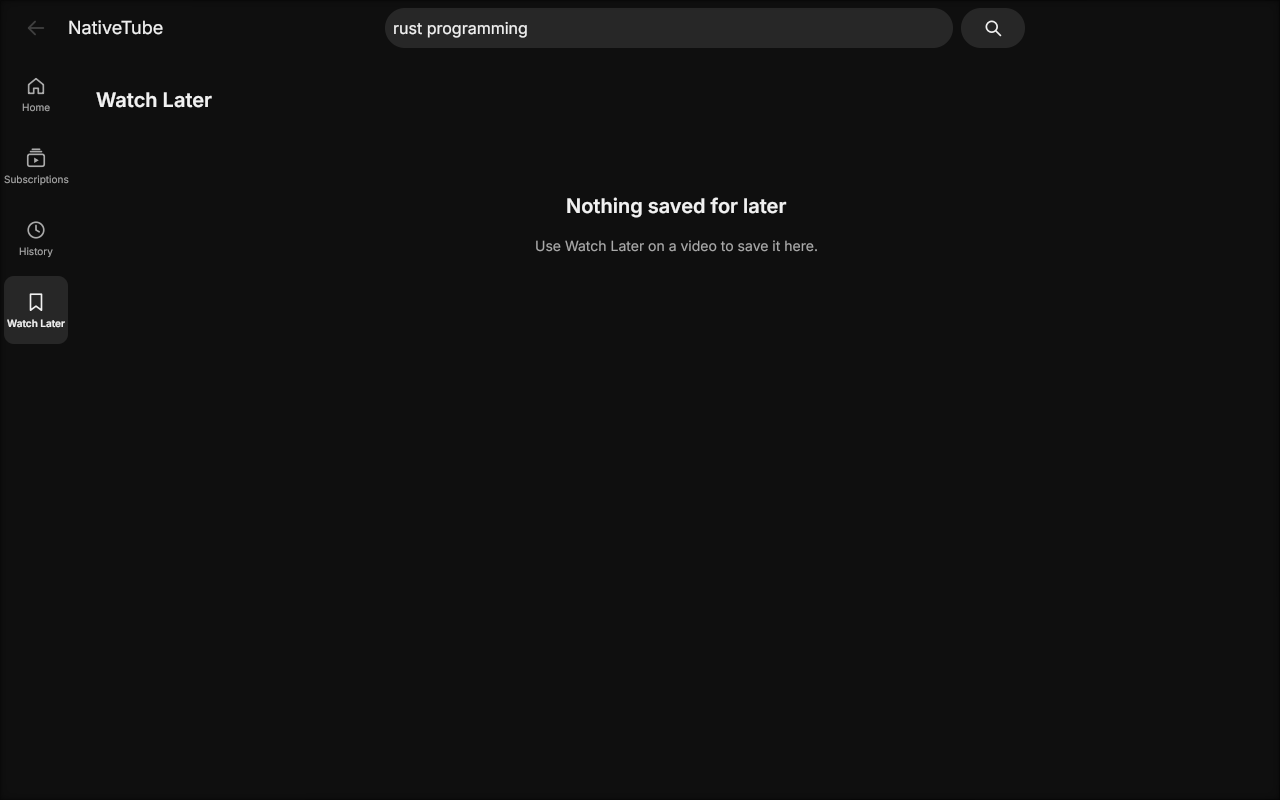 NativeTube
rust programming
Home
Subscriptions
History
Watch Later
Watch Later
Nothing saved for later
Use Watch Later on a video to save it here.